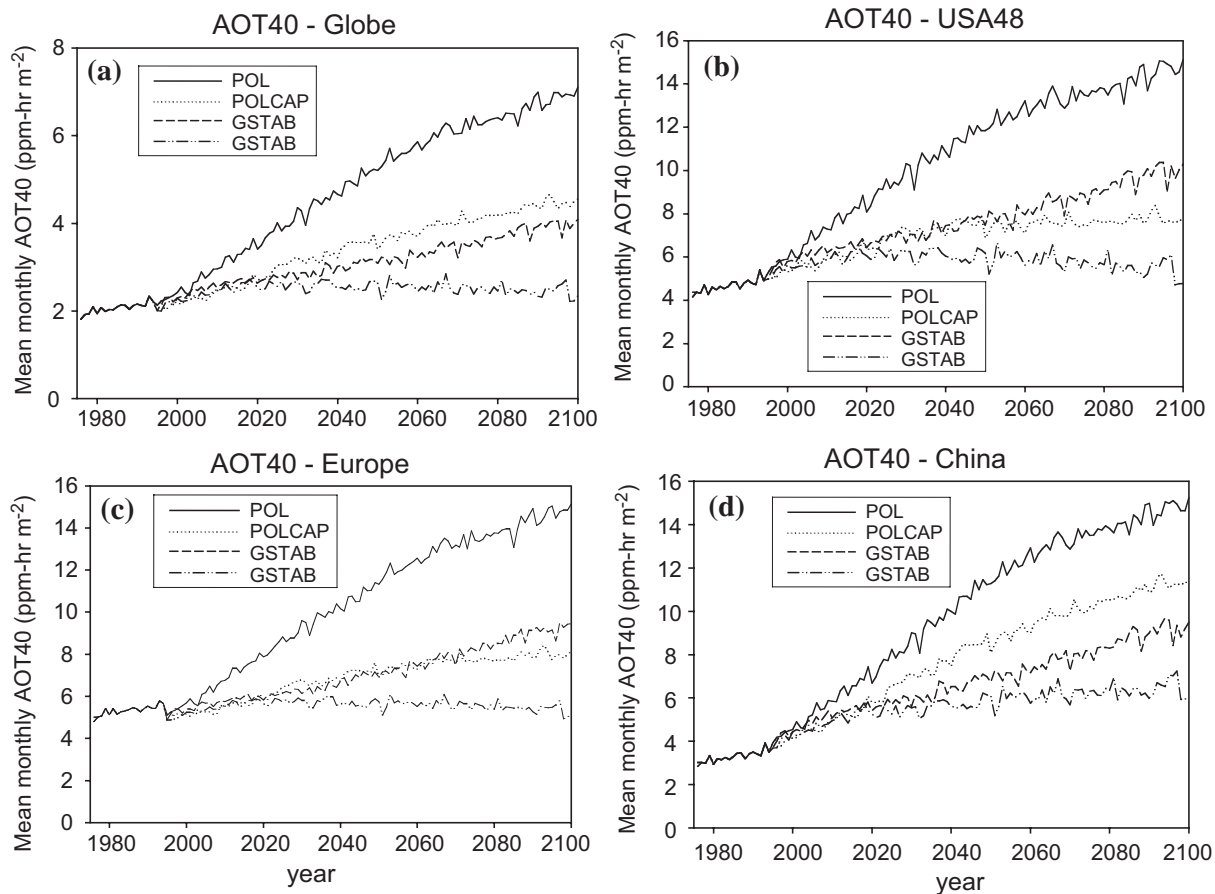 AOT40 - Globe
(a)
POL
POLCAP
GSTAB
GSTAB
Mean monthly AOT40 (ppm-hr m-2)
8
6
4
2
0
1980 2000 2020 2040 2060 2080 2100
AOT40 - USA48
(b)
POL
POLCAP
GSTAB
GSTAB
Mean monthly AOT40 (ppm-hr m-2)
16
14
12
10
8
6
4
2
0
1980 2000 2020 2040 2060 2080 2100
AOT40 - Europe
(c)
POL
POLCAP
GSTAB
GSTAB
Mean monthly AOT40 (ppm-hr m-2)
16
14
12
10
8
6
4
2
0
1980 2000 2020 2040 2060 2080 2100
year
AOT40 - China
(d)
POL
POLCAP
GSTAB
GSTAB
Mean monthly AOT40 (ppm-hr m-2)
16
14
12
10
8
6
4
2
0
1980 2000 2020 2040 2060 2080 2100
year